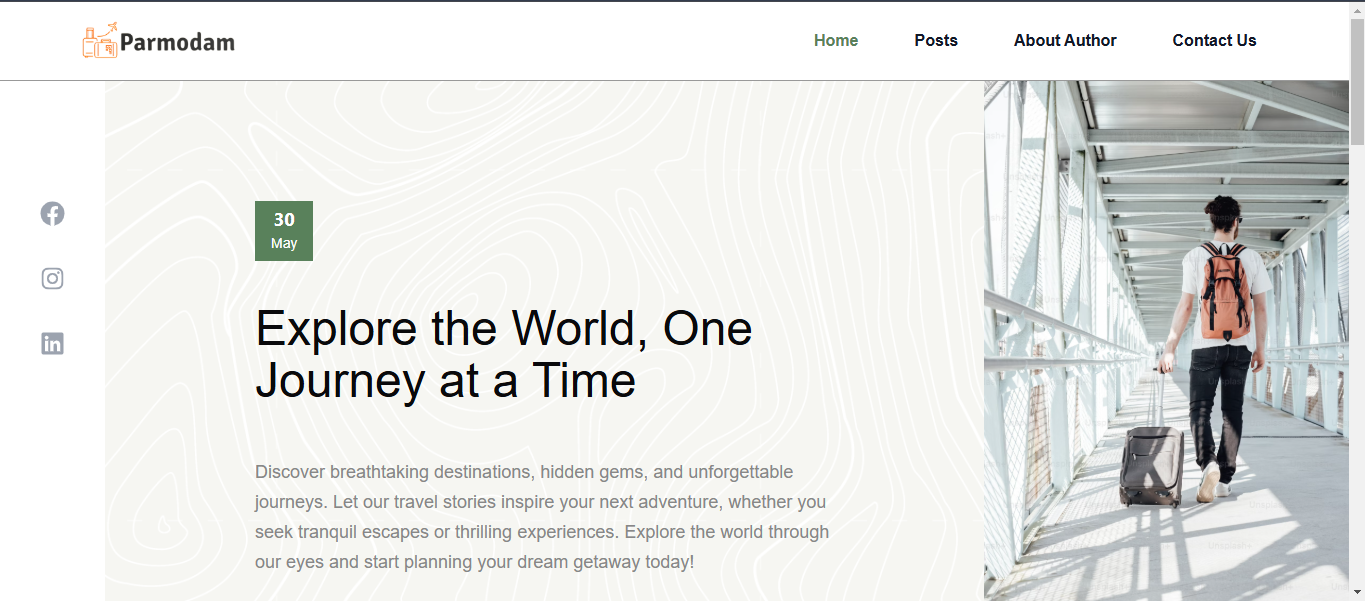 Parmodam
Home Posts About Author Contact Us
30
May
Explore the World, One
Journey at a Time
Discover breathtaking destinations, hidden gems, and unforgettable
journeys. Let our travel stories inspire your next adventure, whether you
seek tranquil escapes or thrilling experiences. Explore the world through
our eyes and start planning your dream getaway today!